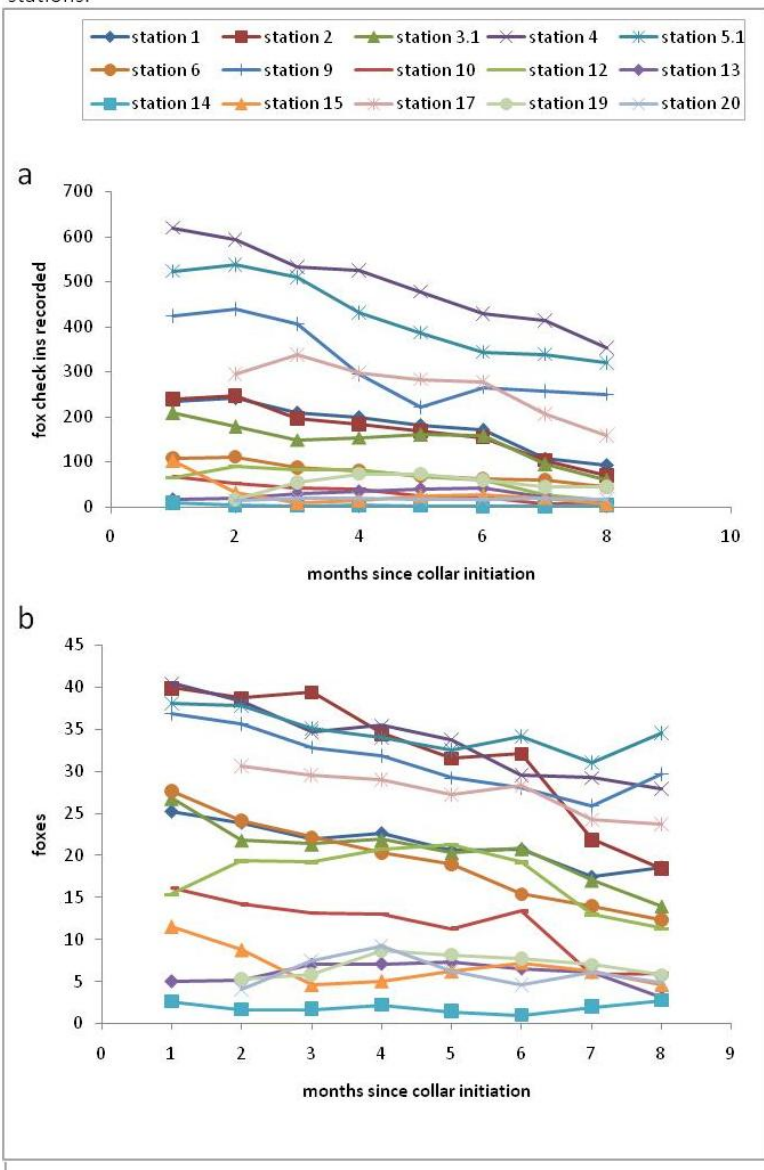 stations.
station 1 station 2 station 3.1 station 4 station 5.1
station 6 station 9 station 10 station 12 station 13
station 14 station 15 station 17 station 19 station 20
a
700
600
500
400
300
200
100
0
fox check ins recorded
0 2 4 6 8 10
months since collar initiation
b
45
40
35
30
25
20
15
10
5
0
foxes
0 1 2 3 4 5 6 7 8 9
months since collar initiation